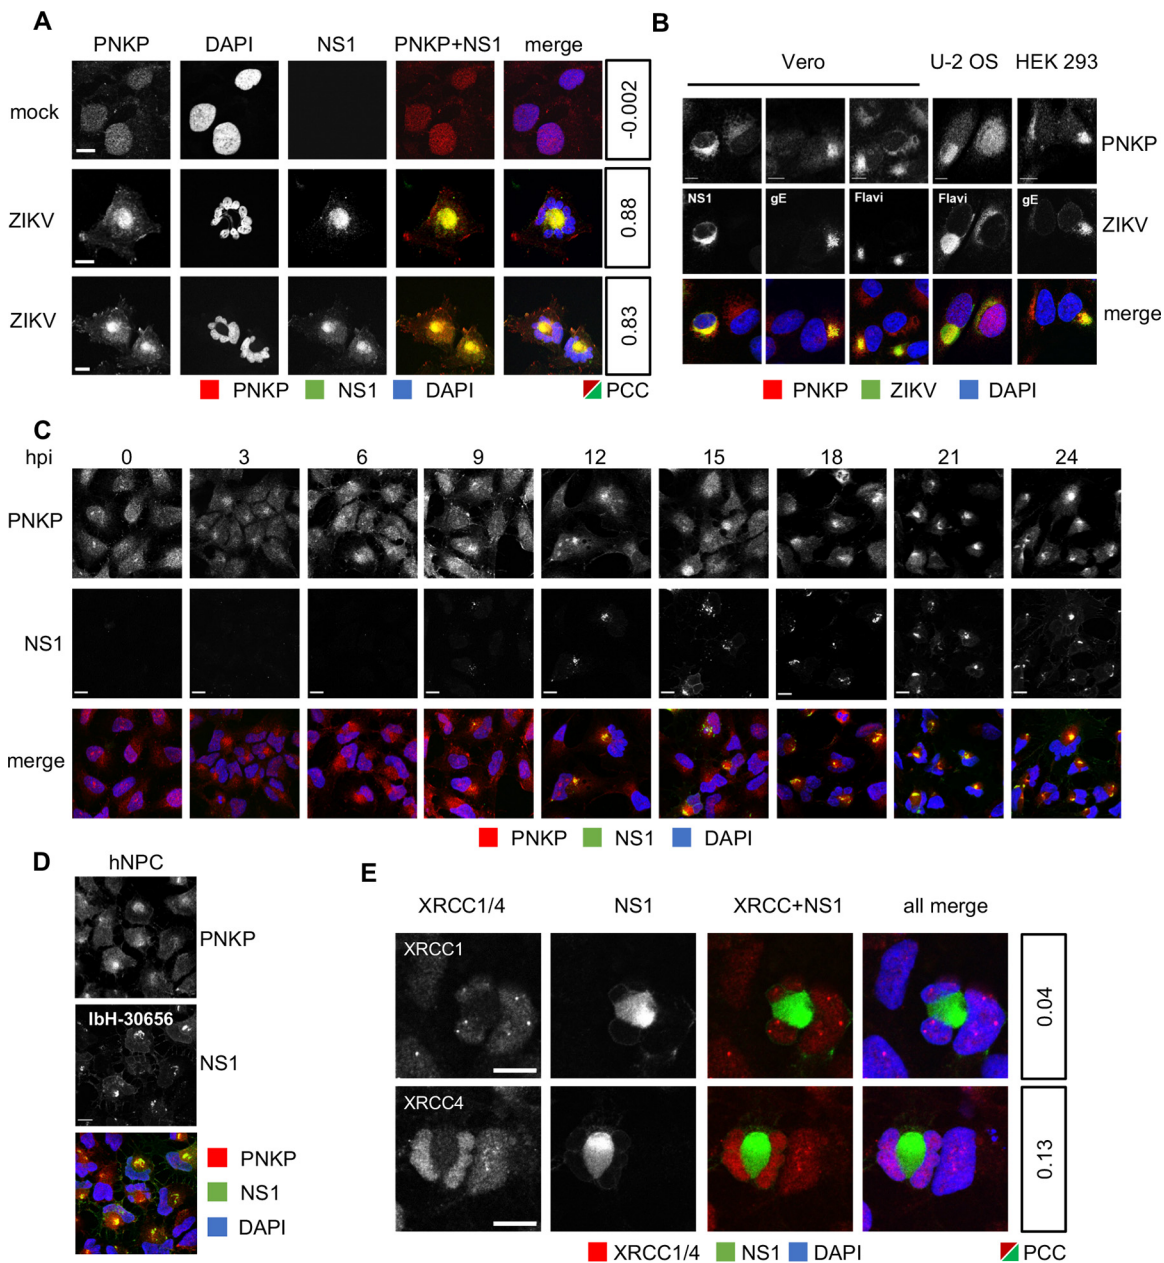 A
PNKP DAPI NS1 PNKP+NS1 merge
mock
-0.002
ZIKV
0.88
ZIKV
0.83
PNKP NS1 DAPI PCC
B
Vero U-2 OS HEK 293
PNKP
NS1 gE Flavi Flavi gE
ZIKV
merge
PNKP ZIKV DAPI
C
hpi 0 3 6 9 12 15 18 21 24
PNKP
NS1
merge
PNKP NS1 DAPI
D
hNPC
PNKP
IbH-30656
NS1
PNKP
NS1
DAPI
E
XRCC1/4 NS1 XRCC+NS1 all merge
XRCC1
0.04
XRCC4
0.13
XRCC1/4 NS1 DAPI PCC